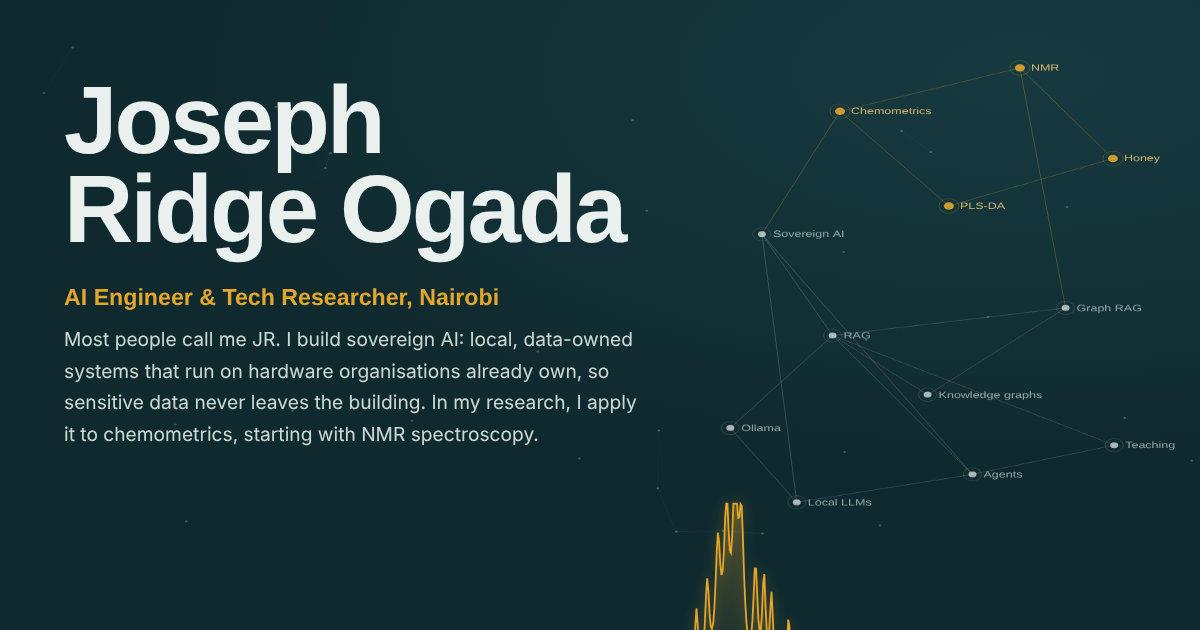 Joseph
Ridge Ogada
AI Engineer & Tech Researcher, Nairobi
Most people call me JR. I build sovereign AI: local, data-owned
systems that run on hardware organisations already own, so
sensitive data never leaves the building. In my research, I apply
it to chemometrics, starting with NMR spectroscopy.
NMR
Chemometrics
Honey
PLS-DA
Sovereign AI
Graph RAG
RAG
Knowledge graphs
Ollama
Teaching
Agents
Local LLMs